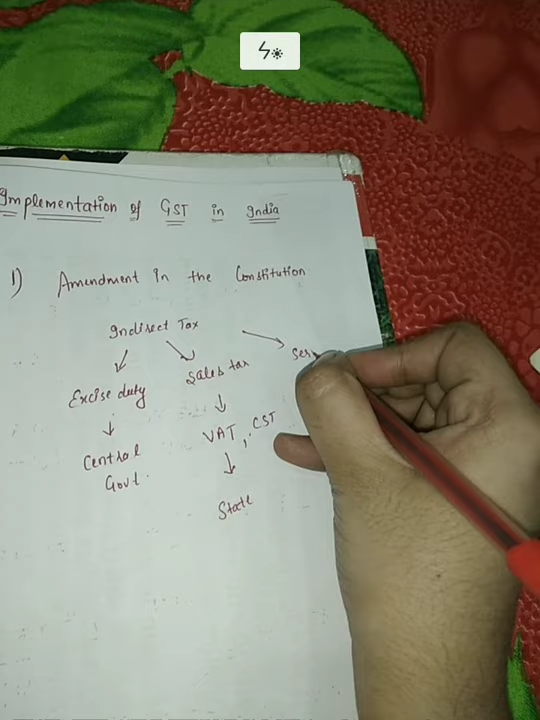 Implementation of GST in India
1) Amendment in the Constitution
Indirect Tax
Excise duty
Sales tax
Ser
Central
Govt.
VAT, CST
State